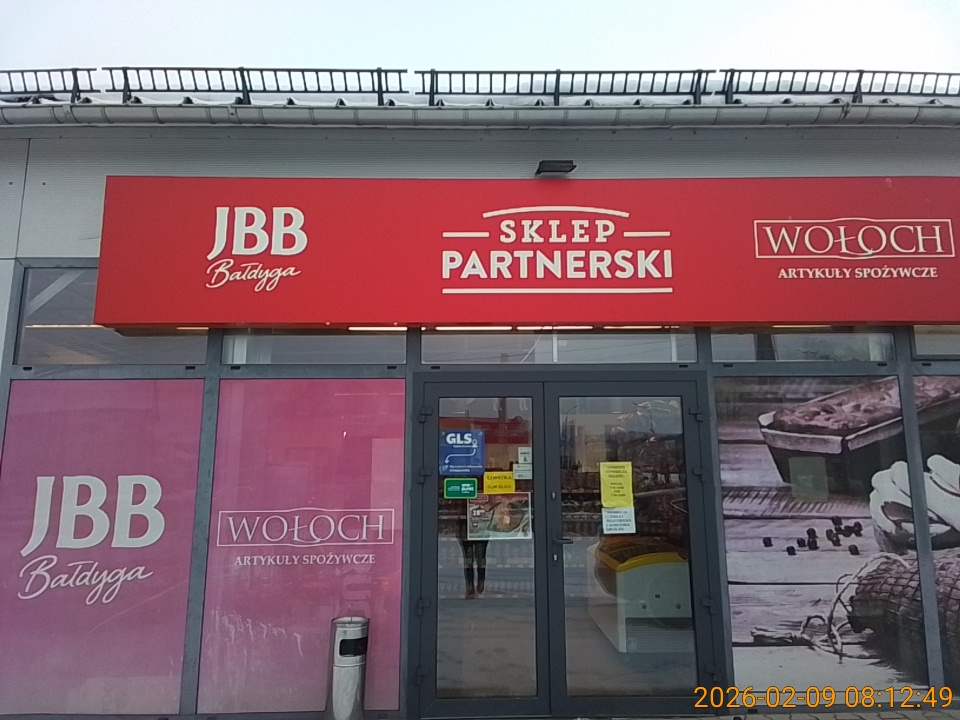 JBB
Bałdyga
SKLEP
PARTNERSKI
WOŁOCH
ARTYKUŁY SPOŻYWCZE
JBB
Bałdyga
WOŁOCH
ARTYKUŁY SPOŻYWCZE
GLS
2026-02-09 08:12:49